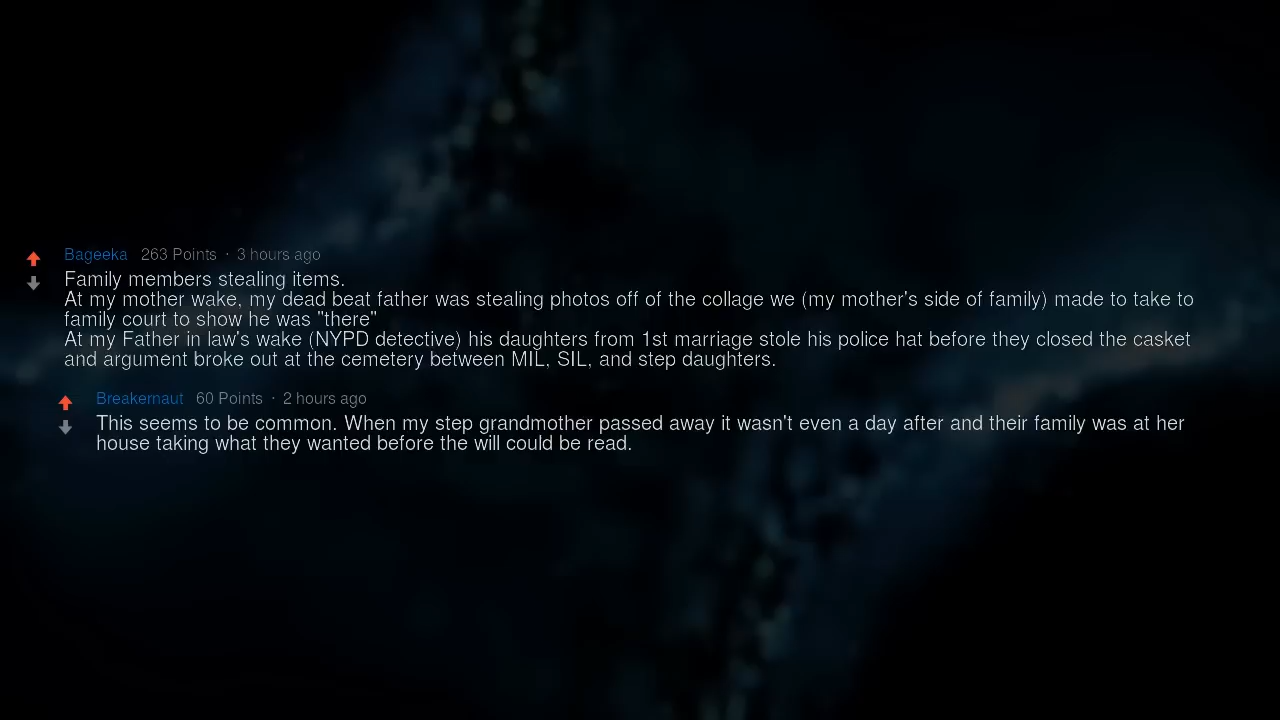 Bageeka 263 Points · 3 hours ago
Family members stealing items.
At my mother wake, my dead beat father was stealing photos off of the collage we (my mother's side of family) made to take to
family court to show he was "there"
At my Father in law's wake (NYPD detective) his daughters from 1st marriage stole his police hat before they closed the casket
and argument broke out at the cemetery between MIL, SIL, and step daughters.
Breakernaut 60 Points · 2 hours ago
This seems to be common. When my step grandmother passed away it wasn't even a day after and their family was at her
house taking what they wanted before the will could be read.